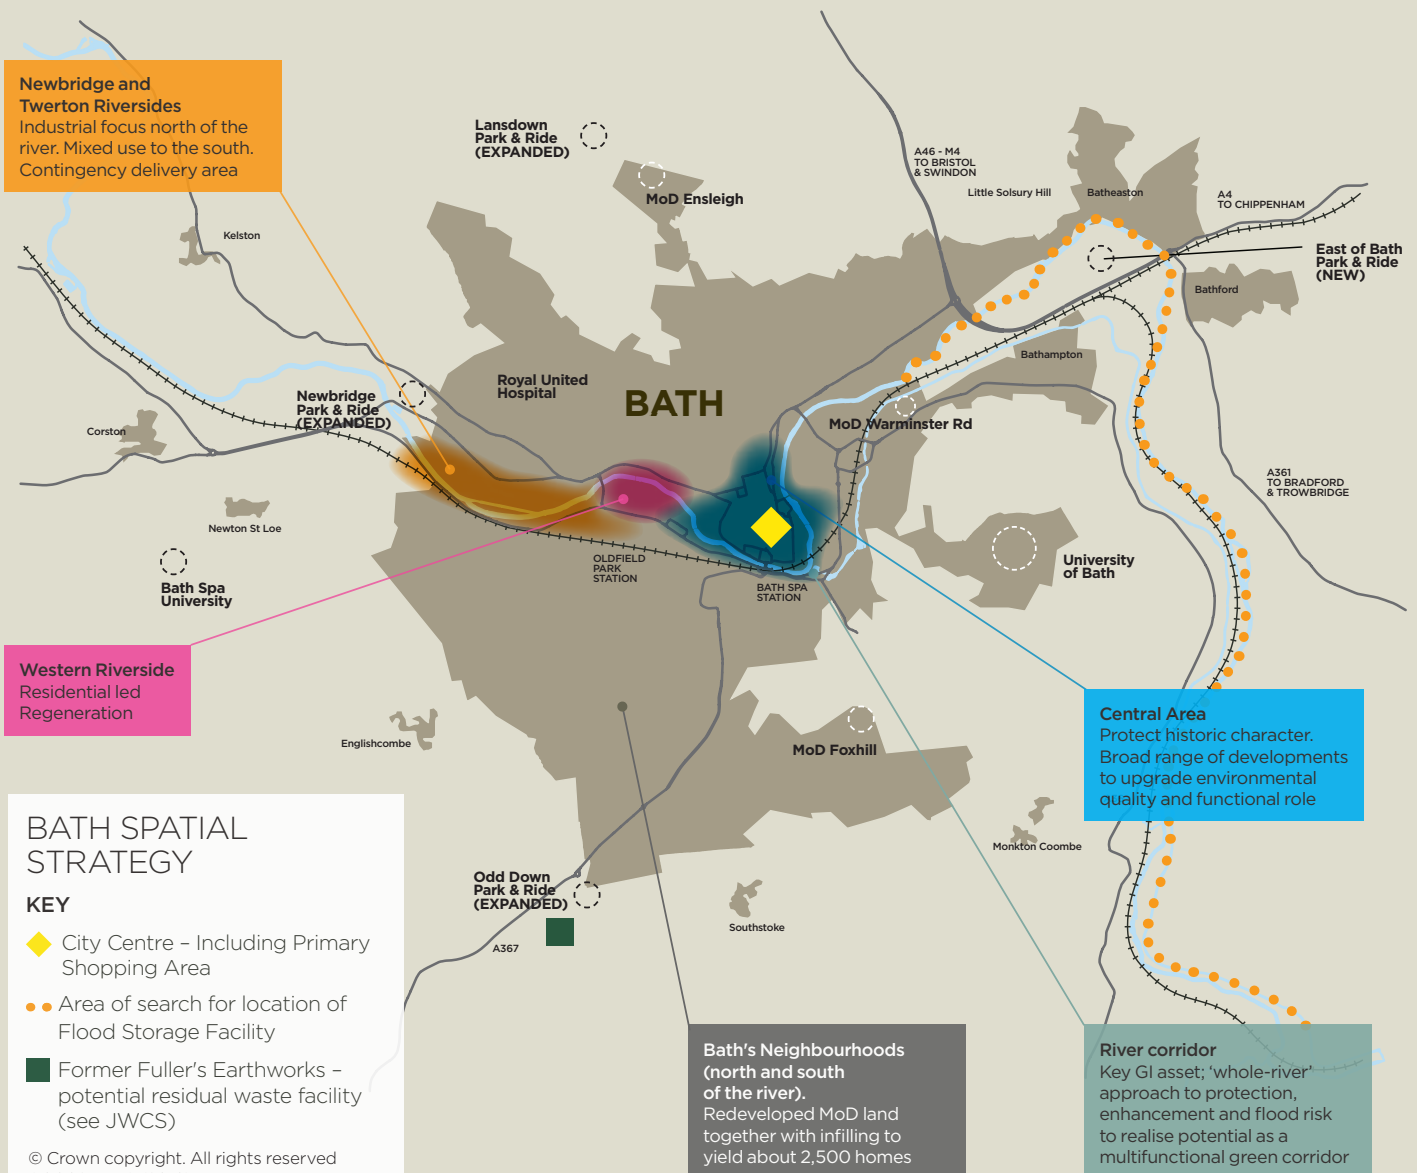 Newbridge and
Twerton Riversides
Industrial focus north of the
river. Mixed use to the south.
Contingency delivery area
Lansdown
Park & Ride
(EXPANDED)
MoD Ensleigh
A46 - M4
TO BRISTOL
& SWINDON
Little Solsury Hill
Batheaston
A4
TO CHIPPENHAM
East of Bath
Park & Ride
(NEW)
Kelston
Bathford
Bathampton
Royal United
Hospital
BATH
Newbridge
Park & Ride
(EXPANDED)
MoD Warminster Rd
Corston
A361
TO BRADFORD
& TROWBRIDGE
Newton St Loe
OLDFIELD
PARK
STATION
University
of Bath
Bath Spa
University
BATH SPA
STATION
Western Riverside
Residential led
Regeneration
Central Area
Protect historic character.
Broad range of developments
to upgrade environmental
quality and functional role
Englishcombe
MoD Foxhill
Monkton Coombe
BATH SPATIAL
STRATEGY
KEY
City Centre – Including Primary
Shopping Area
Area of search for location of
Flood Storage Facility
Former Fuller's Earthworks –
potential residual waste facility
(see JWCS)
© Crown copyright. All rights reserved
Odd Down
Park & Ride
(EXPANDED)
A367
Southstoke
Bath's Neighbourhoods
(north and south
of the river).
Redeveloped MoD land
together with infilling to
yield about 2,500 homes
River corridor
Key GI asset; ‘whole-river’
approach to protection,
enhancement and flood risk
to realise potential as a
multifunctional green corridor